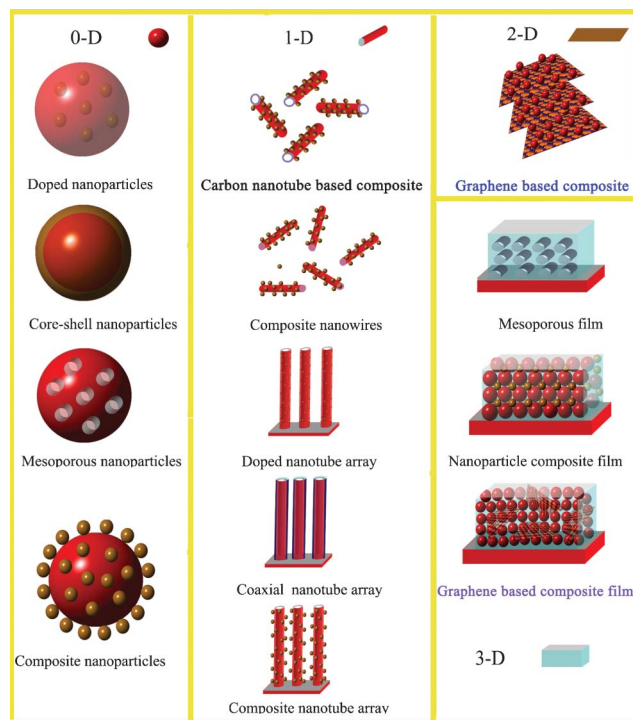 0-D
Doped nanoparticles
Core-shell nanoparticles
Mesoporous nanoparticles
Composite nanoparticles
1-D
Carbon nanotube based composite
Composite nanowires
Doped nanotube array
Coaxial nanotube array
Composite nanotube array
2-D
Graphene based composite
Mesoporous film
Nanoparticle composite film
Graphene based composite film
3-D